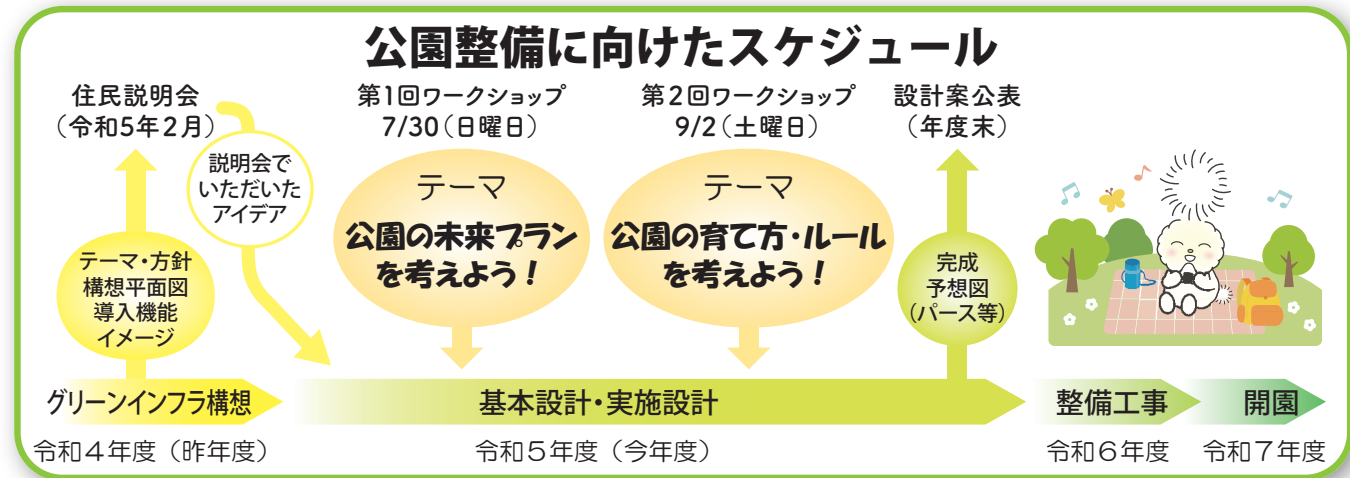 公園整備に向けたスケジュール
住民説明会
（令和5年2月）
説明会で
いただいた
アイデア
テーマ・方針
構想平面図
導入機能
イメージ
第1回ワークショップ
7/30（日曜日）
テーマ
公園の未来プラン
を考えよう！
第2回ワークショップ
9/2（土曜日）
テーマ
公園の育て方・ルール
を考えよう！
設計案公表
（年度末）
完成
予想図
（パース等）
グリーンインフラ構想
基本設計・実施設計
整備工事
開園
令和4年度（昨年度）
令和5年度（今年度）
令和6年度
令和7年度